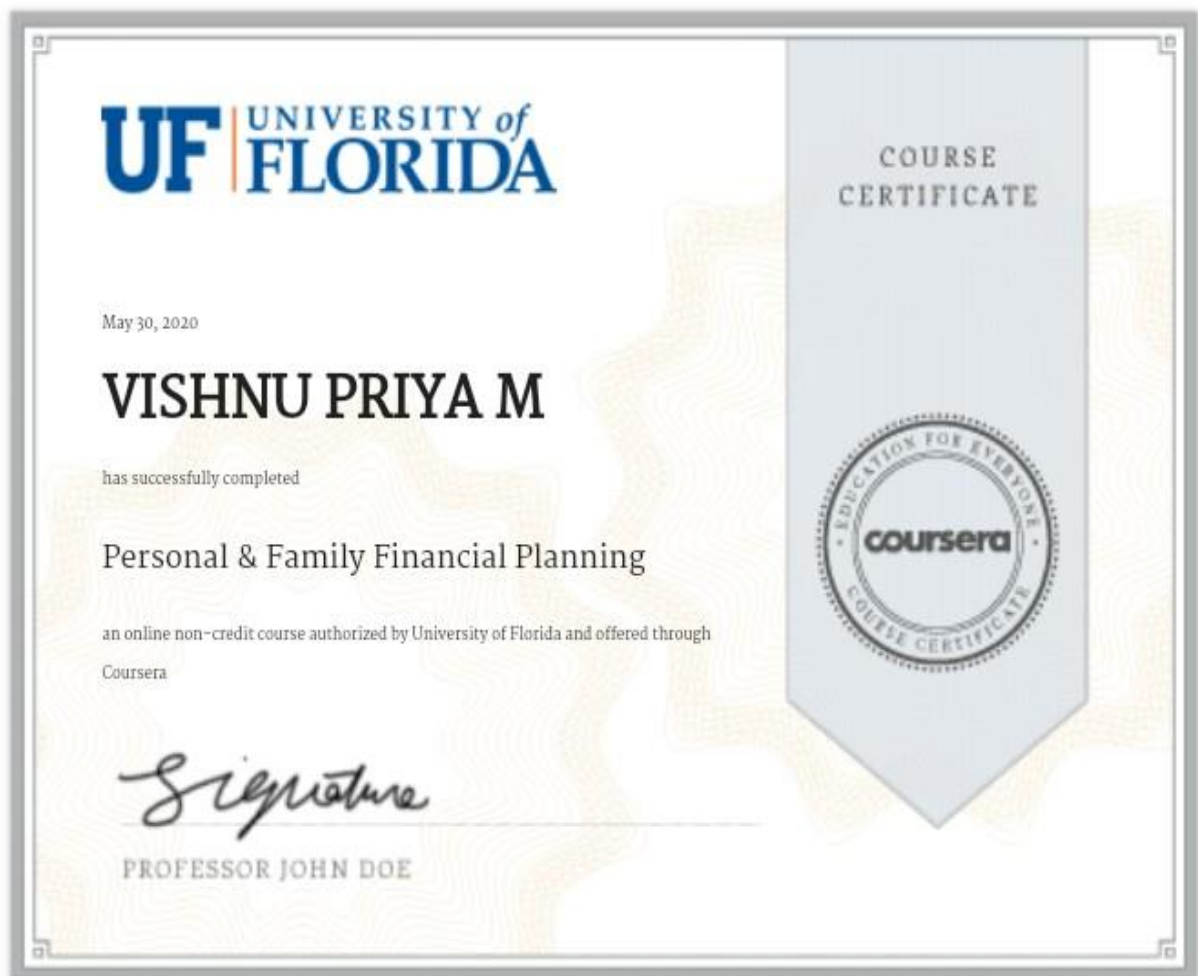 UF UNIVERSITY of
FLORIDA
COURSE
CERTIFICATE
May 30, 2020
VISHNU PRIYA M
has successfully completed
Personal & Family Financial Planning
an online non-credit course authorized by University of Florida and offered through
Coursera
EDUCATION FOR EVERYONE
coursera
COURSE CERTIFICATE
Signature
PROFESSOR JOHN DOE